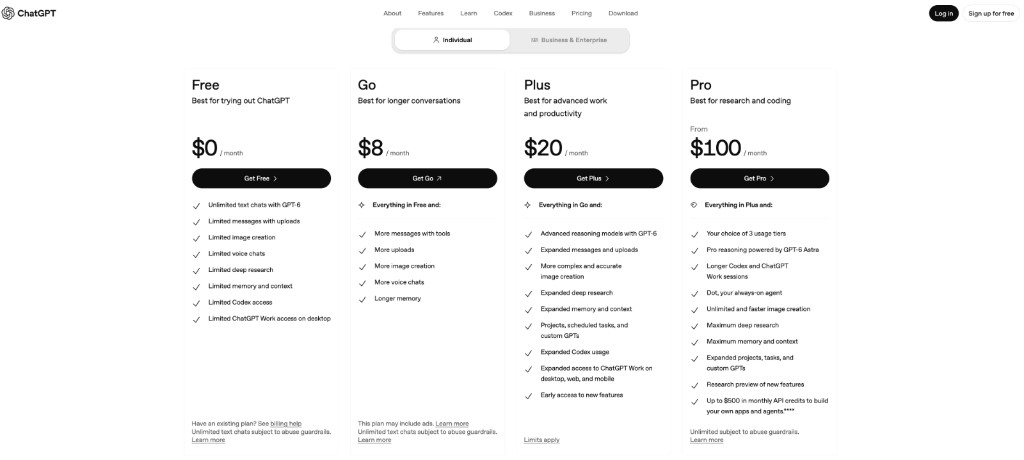 ChatGPT
About Features Learn Codex Business Pricing Download
Log in Sign up for free
Individual Business & Enterprise
Free
Best for trying out ChatGPT
$0 / month
Get Free
Unlimited text chats with GPT-6
Limited messages with uploads
Limited image creation
Limited voice chats
Limited deep research
Limited memory and context
Limited Codex access
Limited ChatGPT Work access on desktop
Have an existing plan? See billing help
Unlimited text chats subject to abuse guardrails.
Learn more
Go
Best for longer conversations
$8 / month
Get Go
Everything in Free and:
More messages with tools
More uploads
More image creation
More voice chats
Longer memory
This plan may include ads. Learn more
Unlimited text chats subject to abuse guardrails.
Learn more
Plus
Best for advanced work
and productivity
$20 / month
Get Plus
Everything in Go and:
Advanced reasoning models with GPT-6
Expanded messages and uploads
More complex and accurate
image creation
Expanded deep research
Expanded memory and context
Projects, scheduled tasks, and
custom GPTs
Expanded Codex usage
Expanded access to ChatGPT Work on
desktop, web, and mobile
Early access to new features
Limits apply
Pro
Best for research and coding
From
$100 / month
Get Pro
Everything in Plus and:
Your choice of 3 usage tiers
Pro reasoning powered by GPT-6 Astra
Longer Codex and ChatGPT
Work sessions
Dot, your always-on agent
Unlimited and faster image creation
Maximum deep research
Maximum memory and context
Expanded projects, tasks, and
custom GPTs
Research preview of new features
Up to $500 in monthly API credits to build
your own apps and agents.****
Unlimited subject to abuse guardrails.
Learn more